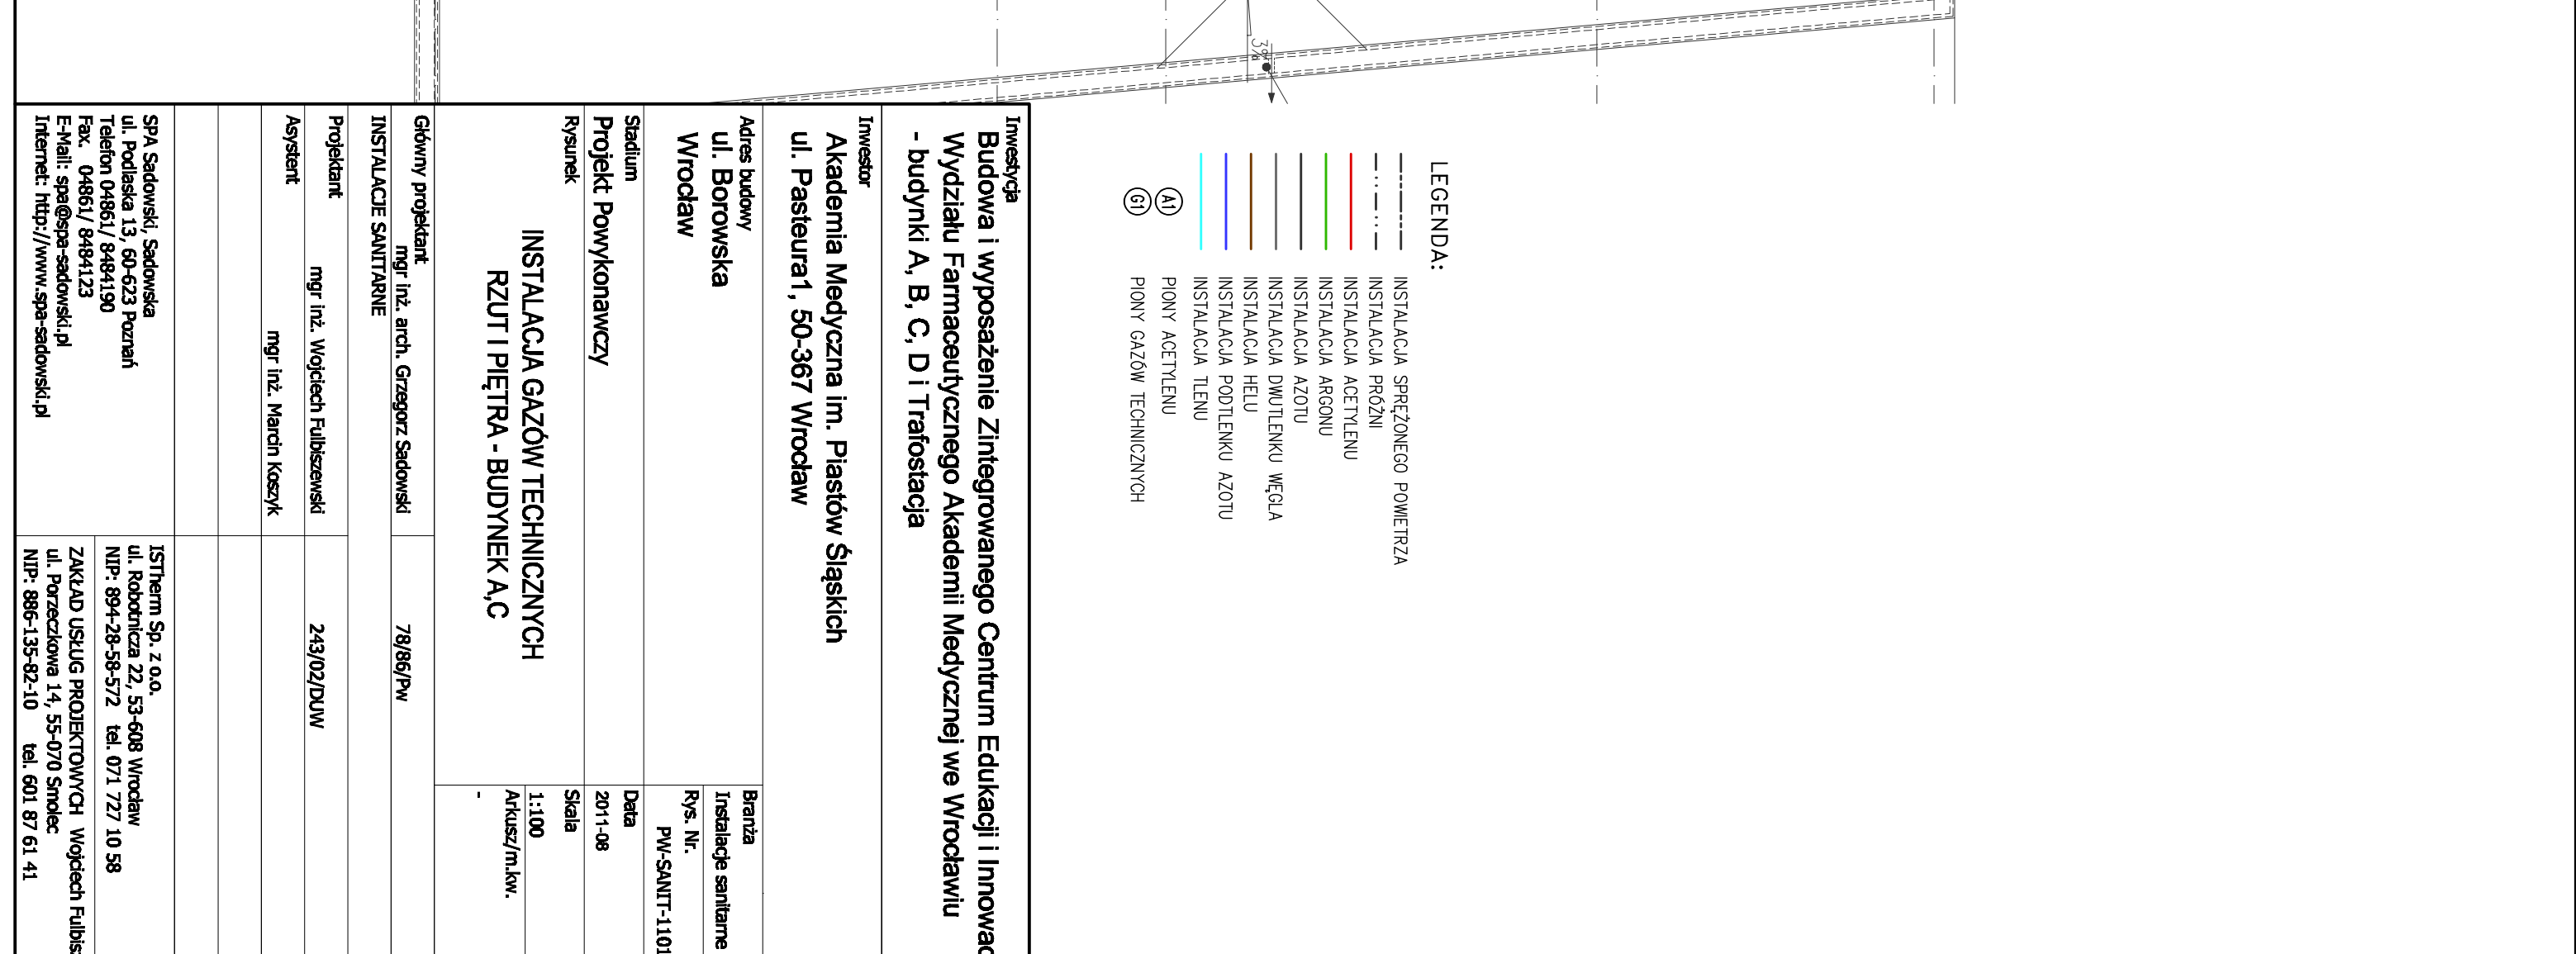 3%
LEGENDA:
INSTALACJA SPRĘŻONEGO POWIETRZA
INSTALACJA PRÓŻNI
INSTALACJA ACETYLENU
INSTALACJA ARGONU
INSTALACJA AZOTU
INSTALACJA DWUTLENKU WĘGLA
INSTALACJA HELU
INSTALACJA PODTLENKU AZOTU
INSTALACJA TLENU
A1 PIONY ACETYLENU
G1 PIONY GAZÓW TECHNICZNYCH
Inwestycja
Budowa i wyposażenie Zintegrowanego Centrum Edukacji i Innowac
Wydziału Farmaceutycznego Akademii Medycznej we Wrocławiu
- budynki A, B, C, D i Trafostacja
Inwestor
Akademia Medyczna im. Piastów Śląskich
ul. Pasteura1, 50-367 Wrocław
Adres budowy
ul. Borowska
Wrocław
Branża
Instalacje sanitarne
Rys. Nr.
PW-SANIT-1101
Stadium
Projekt Powykonawczy
Data
2011-08
Rysunek
INSTALACJA GAZÓW TECHNICZNYCH
RZUT I PIĘTRA - BUDYNEK A,C
Skala
1:100
Arkusz/m.kw.
-
Główny projektant
mgr inż. arch. Grzegorz Sadowski 78/86/Pw
INSTALACJE SANITARNE
Projektant
mgr inż. Wojciech Fulbiszewski 243/02/DUW
Asystent
mgr inż. Marcin Koszyk
SPA Sadowski, Sadowska
ul. Podlaska 13, 60-623 Poznań
Telefon 04861/ 8484190
Fax. 04861/ 8484123
E-Mail: spa@spa-sadowski.pl
Internet: http://www.spa-sadowski.pl
ISTherm Sp. z o.o.
ul. Robotnicza 22, 53-608 Wrocław
NIP: 894-28-58-572 tel. 071 727 10 58
ZAKŁAD USŁUG PROJEKTOWYCH Wojciech Fulbis
ul. Porzeczkowa 14, 55-070 Smolec
NIP: 886-135-82-10 tel. 601 87 61 41